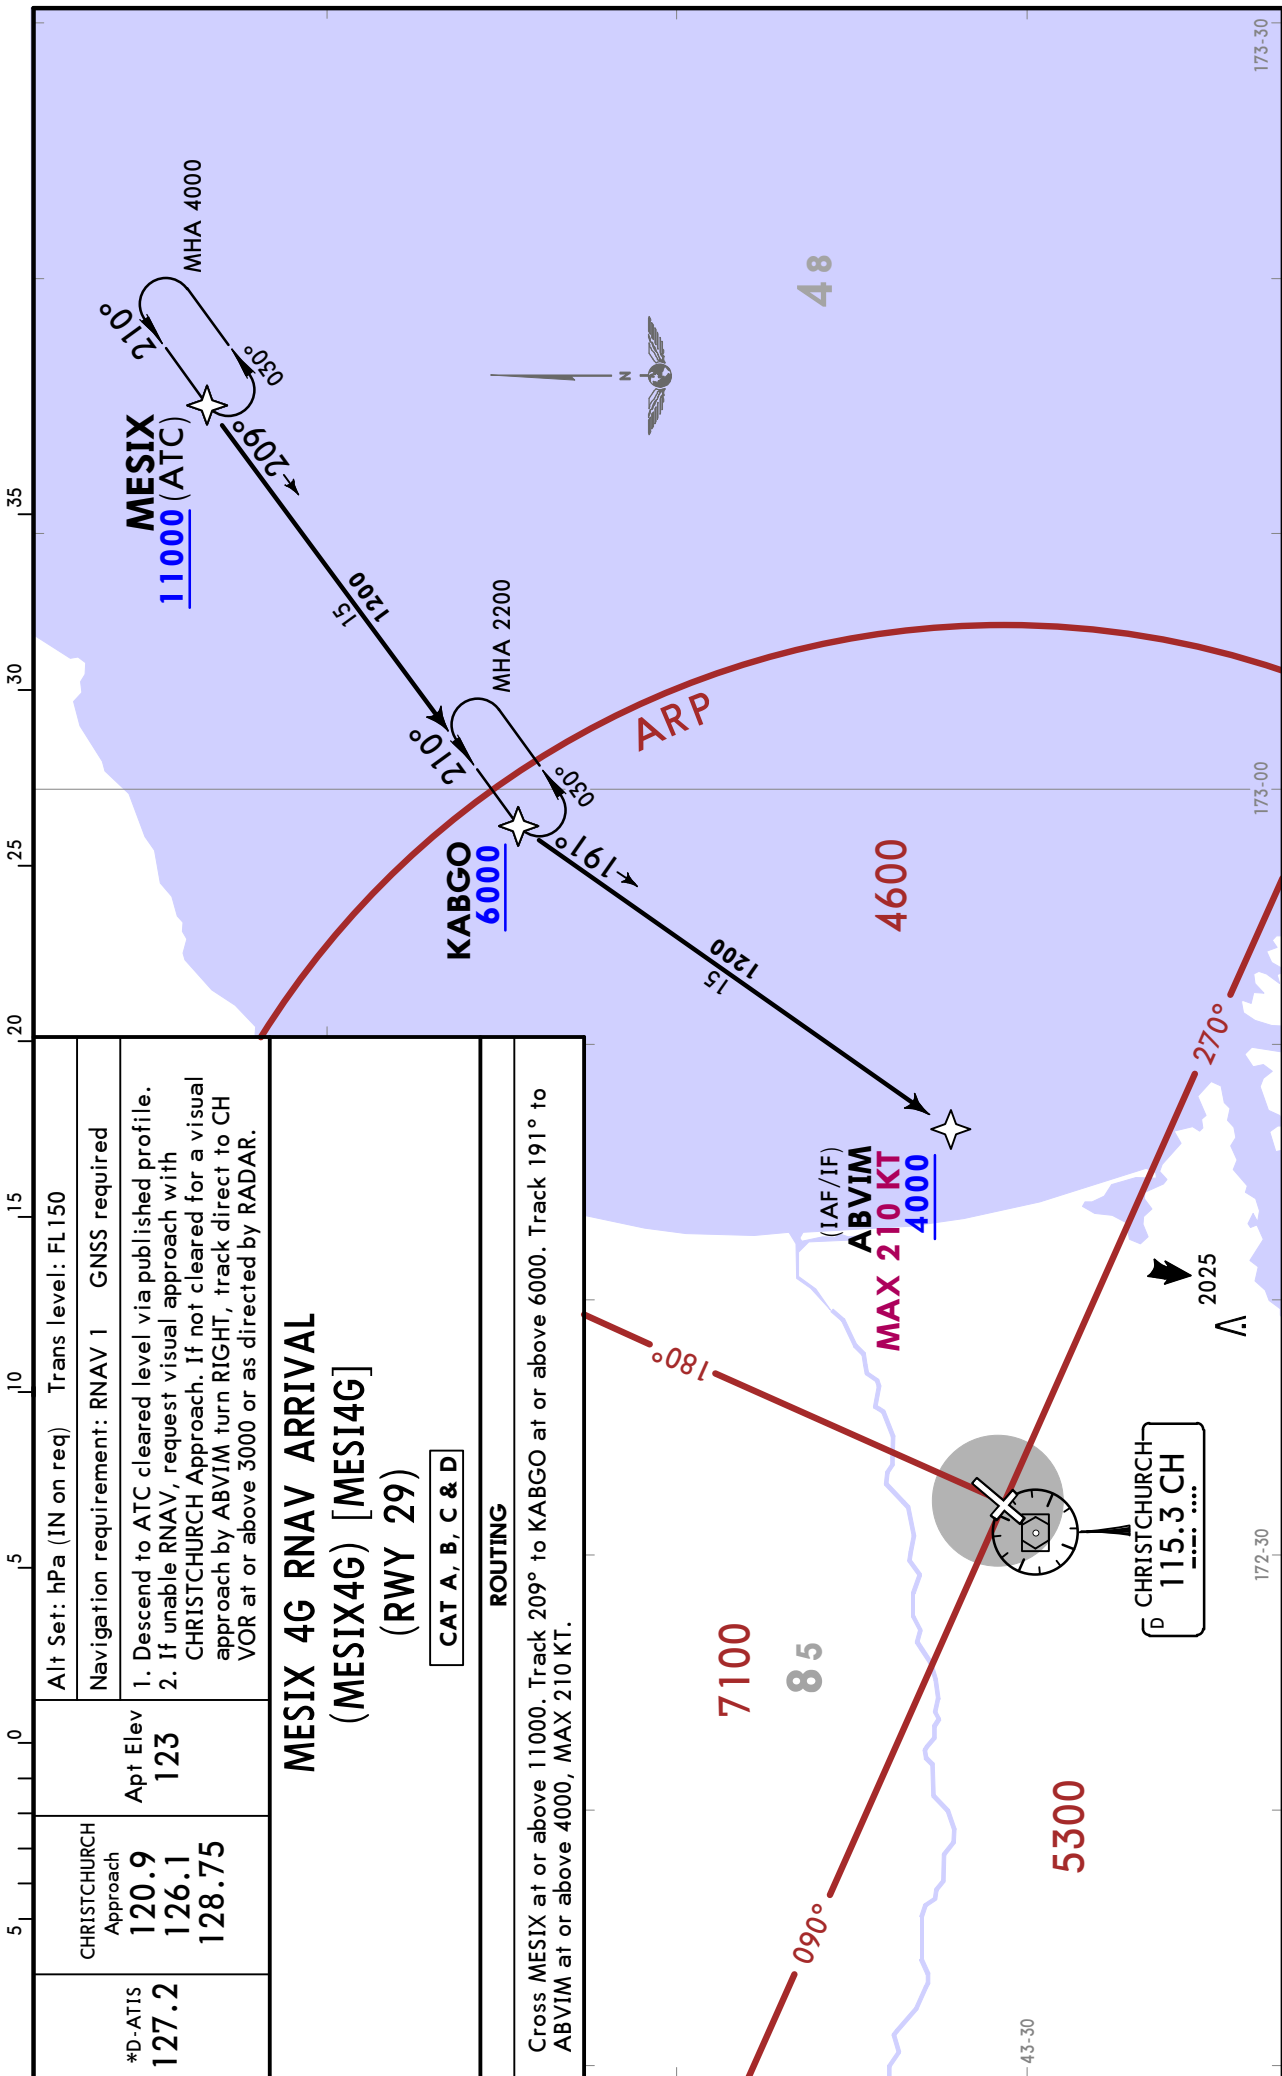 *D-ATIS
127.2
CHRISTCHURCH
Approach
120.9
126.1
128.75
Apt Elev
123
Alt Set: hPa (IN on req) Trans level: FL150
Navigation requirement: RNAV 1 GNSS required
1. Descend to ATC cleared level via published profile.
2. If unable RNAV, request visual approach with
CHRISTCHURCH Approach. If not cleared for a visual
approach by ABVIM turn RIGHT, track direct to CH
VOR at or above 3000 or as directed by RADAR.
MESIX 4G RNAV ARRIVAL
(MESIX4G) [MESI4G]
(RWY 29)
CAT A, B, C & D
ROUTING
Cross MESIX at or above 11000. Track 209° to KABGO at or above 6000. Track 191° to
ABVIM at or above 4000, MAX 210 KT.
5
0
5
10
15
20
25
30
35
MESIX
11000 (ATC)
210°
030°
MHA 4000
209°
15
1200
KABGO
6000
210°
030°
MHA 2200
191°
15
1200
ARP
N
48
(IAF/IF)
ABVIM
MAX 210 KT
4000
4600
180°
7100
85
090°
270°
5300
2025
CHRISTCHURCH
D 115.3 CH
43-30
172-30
173-00
173-30